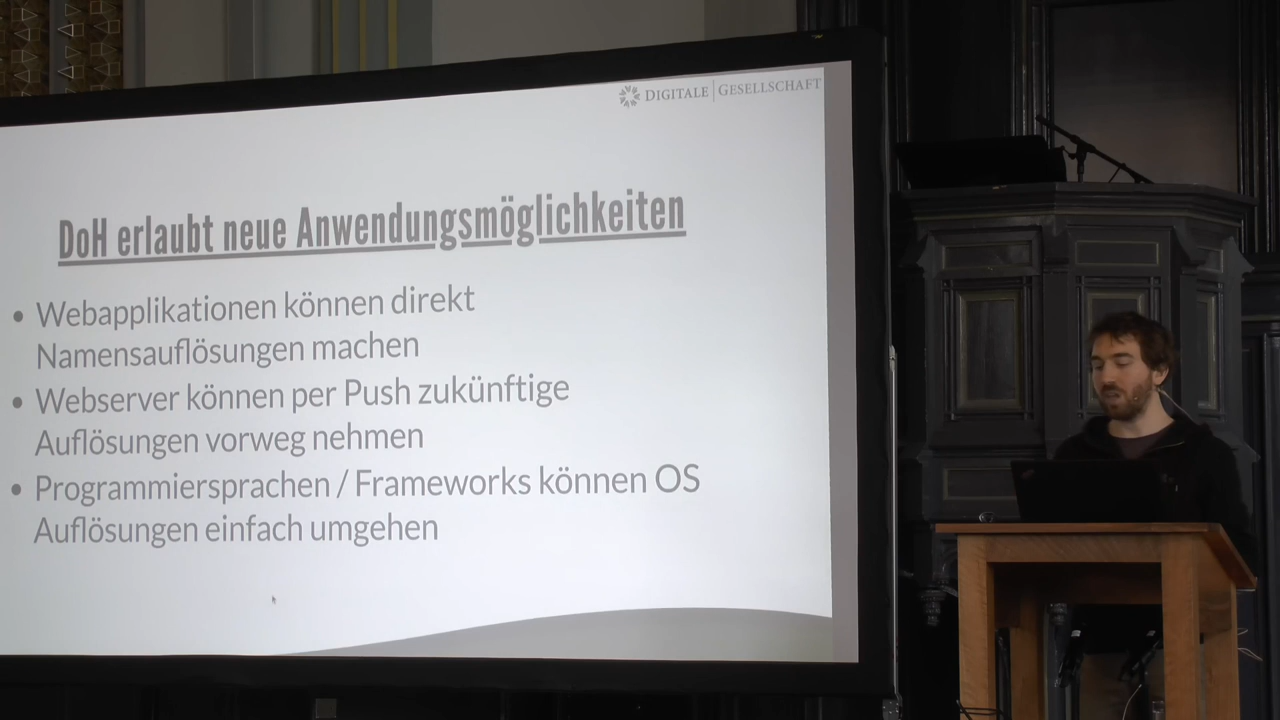 DIGITALE | GESELLSCHAFT
DoH erlaubt neue Anwendungsmöglichkeiten
• Webapplikationen können direkt
Namensauflösungen machen
• Webserver können per Push zukünftige
Auflösungen vorweg nehmen
• Programmiersprachen / Frameworks können OS
Auflösungen einfach umgehen